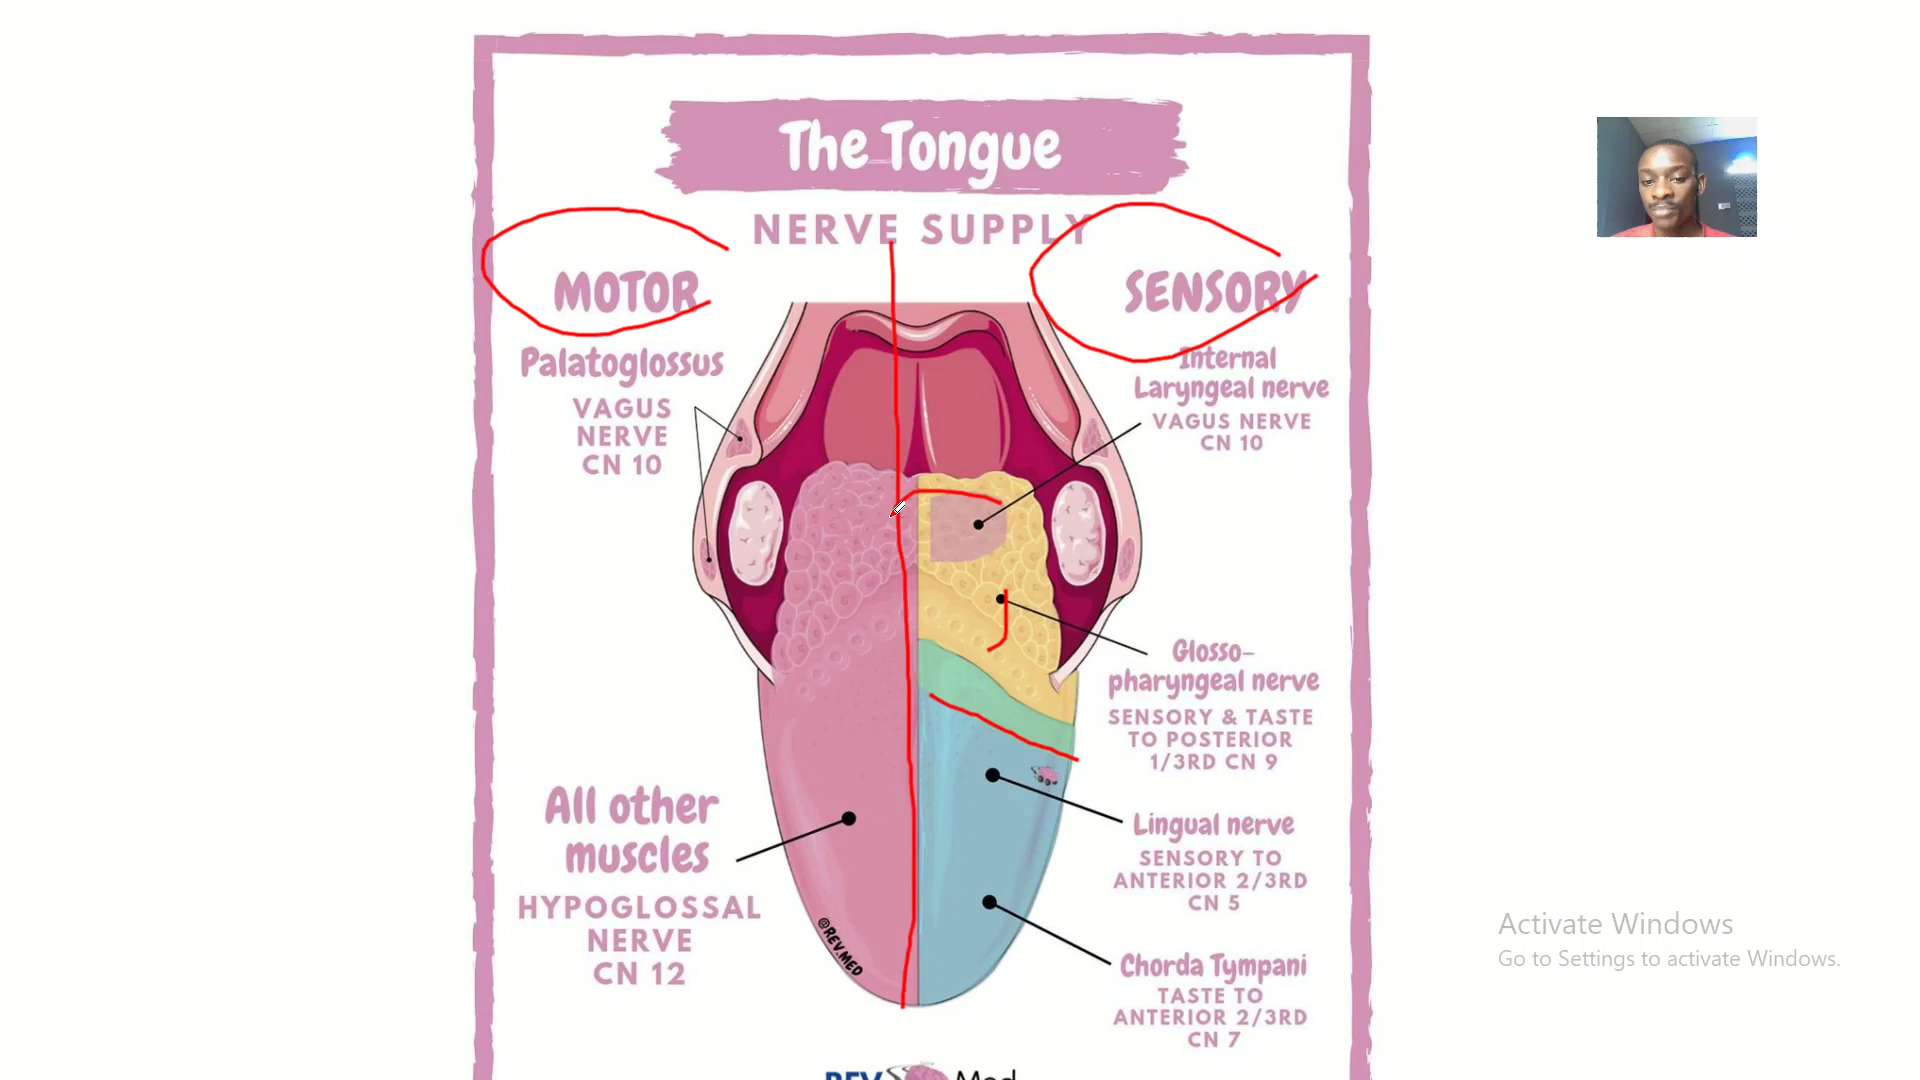 The Tongue
NERVE SUPPLY
MOTOR
SENSORY
Palatoglossus
VAGUS
NERVE
CN 10
Internal
Laryngeal nerve
VAGUS NERVE
CN 10
Glosso-
pharyngeal nerve
SENSORY & TASTE
TO POSTERIOR
1/3RD CN 9
All other
muscles
HYPOGLOSSAL
NERVE
CN 12
Lingual nerve
SENSORY TO
ANTERIOR 2/3RD
CN 5
Chorda Tympani
TASTE TO
ANTERIOR 2/3RD
CN 7
@REV.MED
REV Med
Activate Windows
Go to Settings to activate Windows.